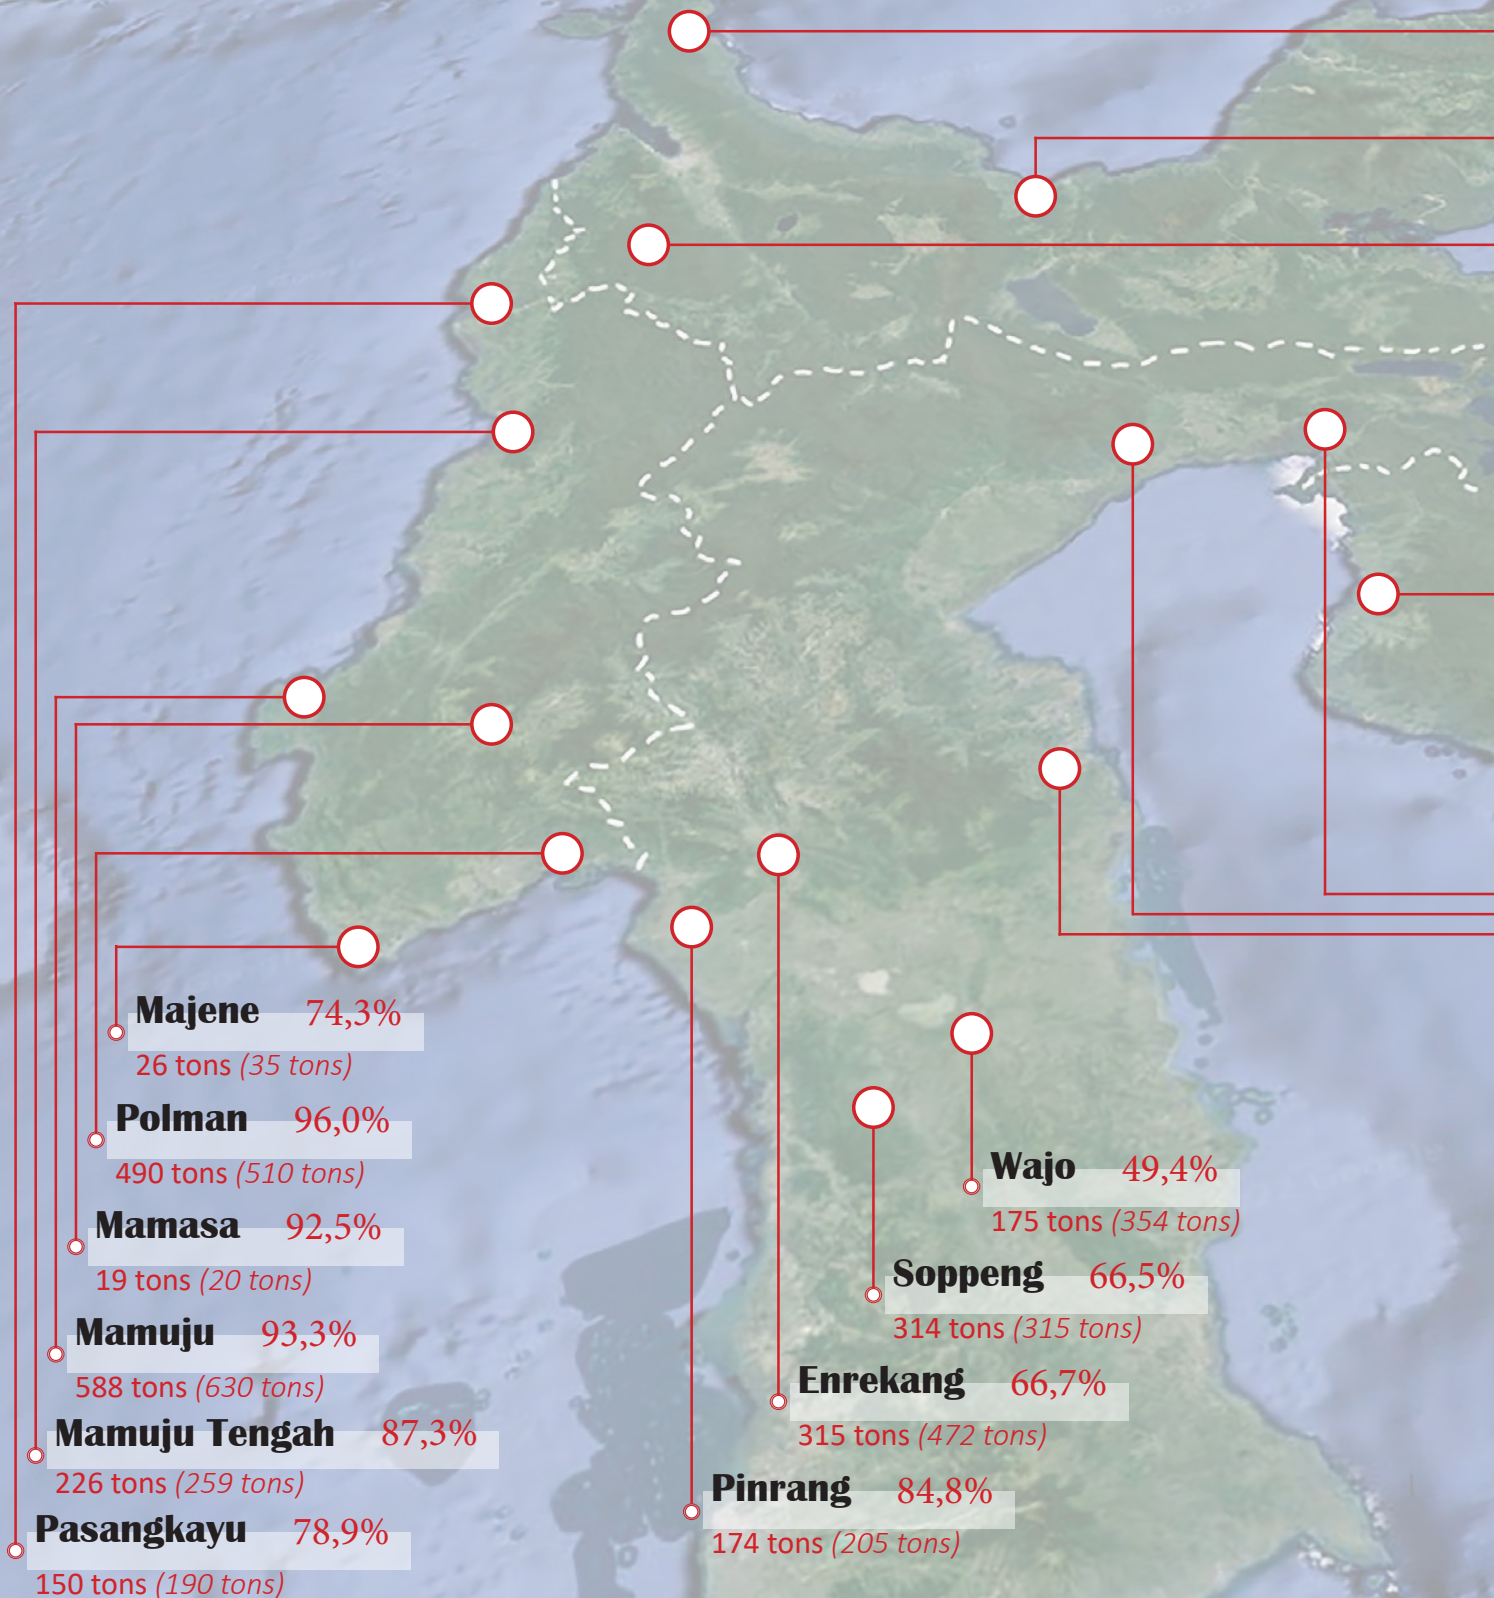 Majene 74,3%
26 tons (35 tons)
Polman 96,0%
490 tons (510 tons)
Mamasa 92,5%
19 tons (20 tons)
Mamuju 93,3%
588 tons (630 tons)
Mamuju Tengah 87,3%
226 tons (259 tons)
Pasangkayu 78,9%
150 tons (190 tons)
Wajo 49,4%
175 tons (354 tons)
Soppeng 66,5%
314 tons (315 tons)
Enrekang 66,7%
315 tons (472 tons)
Pinrang 84,8%
174 tons (205 tons)